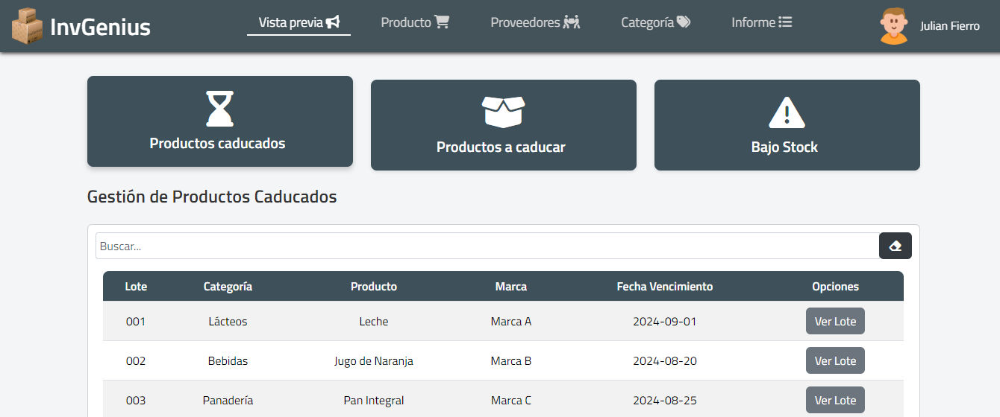 InvGenius Vista previa Producto Proveedores Categoría Informe Julian Fierro
Productos caducados Productos a caducar Bajo Stock
Gestión de Productos Caducados
Buscar...
Lote Categoría Producto Marca Fecha Vencimiento Opciones
001 Lácteos Leche Marca A 2024-09-01 Ver Lote
002 Bebidas Jugo de Naranja Marca B 2024-08-20 Ver Lote
003 Panadería Pan Integral Marca C 2024-08-25 Ver Lote